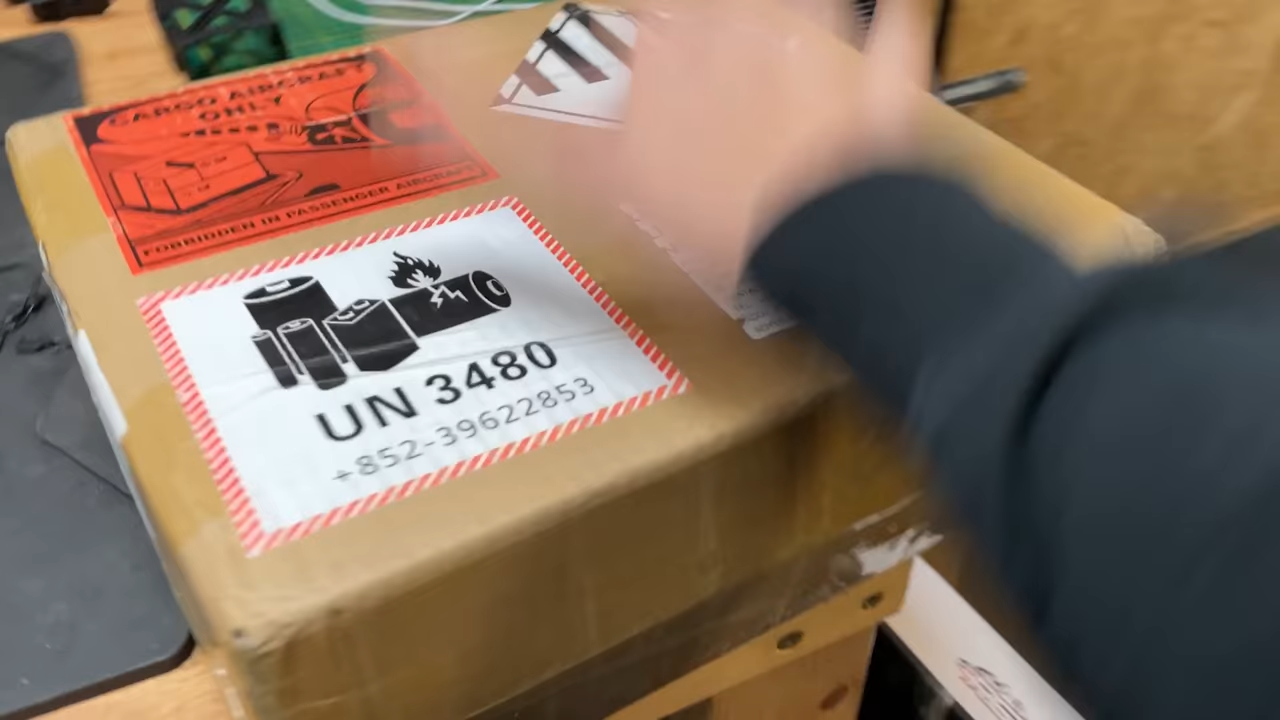 CARGO AIRCRAFT
ONLY
FORBIDDEN IN PASSENGER AIRCRAFT
UN 3480
+852-39622853